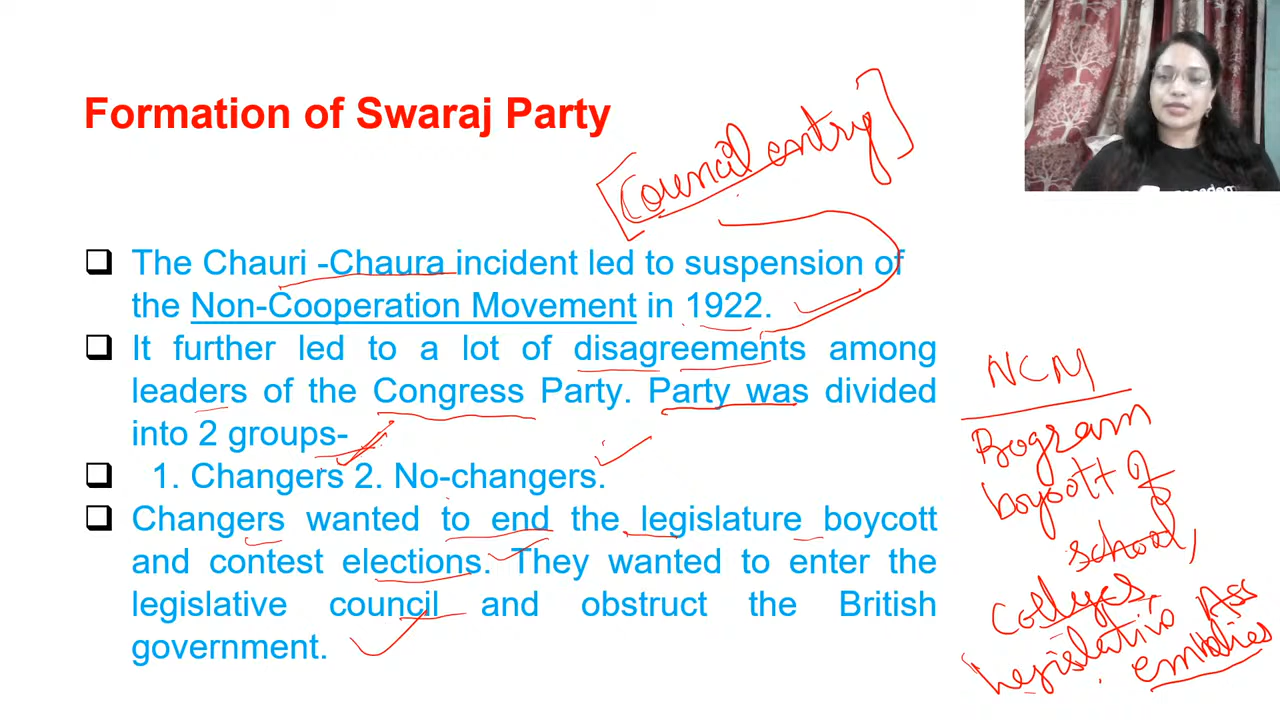 Formation of Swaraj Party
[Council entry]
❑ The Chauri -Chaura incident led to suspension of
the Non-Cooperation Movement in 1922.
❑ It further led to a lot of disagreements among
leaders of the Congress Party. Party was divided
into 2 groups-
❑ 1. Changers 2. No-changers.
❑ Changers wanted to end the legislature boycott
and contest elections. They wanted to enter the
legislative council and obstruct the British
government.
NCM
Program
boycott of
school,
Colleges,
Legislative Ass
emblies